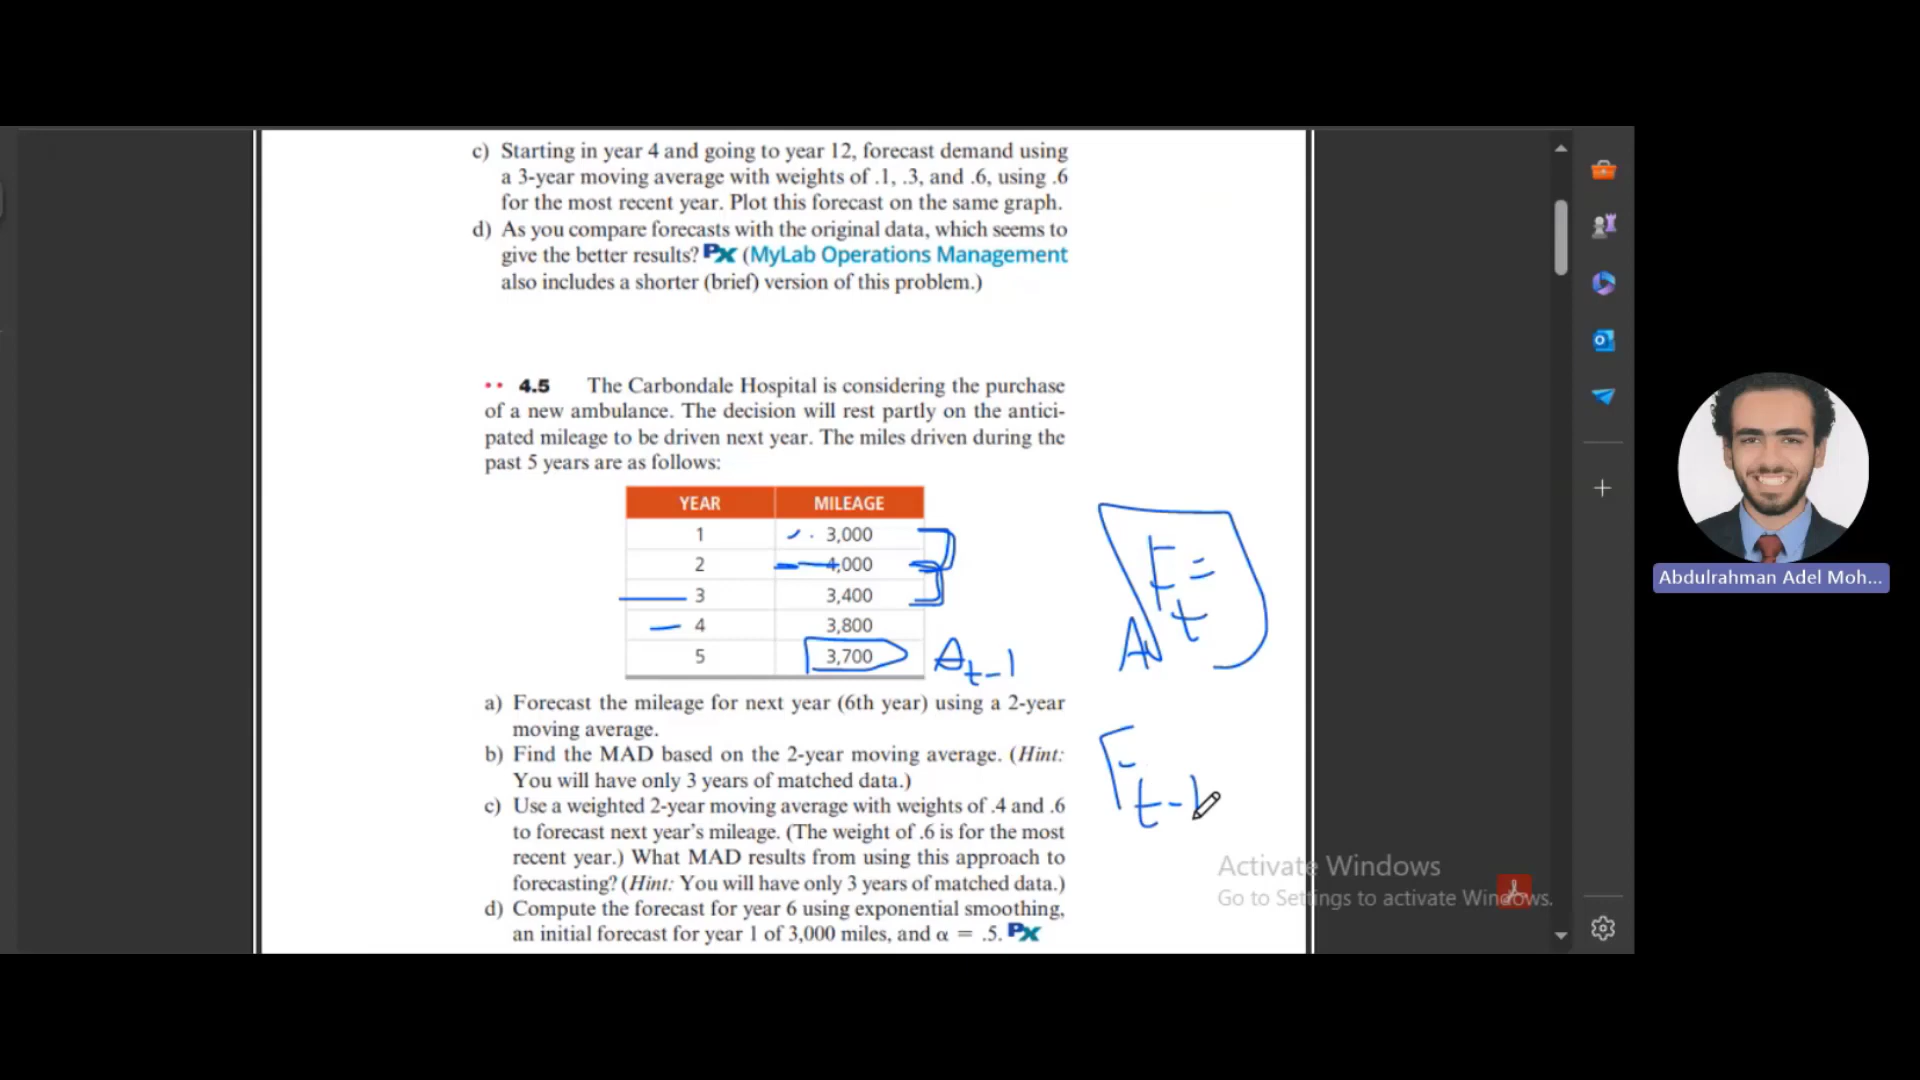 c) Starting in year 4 and going to year 12, forecast demand using
a 3-year moving average with weights of .1, .3, and .6, using .6
for the most recent year. Plot this forecast on the same graph.
d) As you compare forecasts with the original data, which seems to
give the better results? Px (MyLab Operations Management
also includes a shorter (brief) version of this problem.)
•• 4.5 The Carbondale Hospital is considering the purchase
of a new ambulance. The decision will rest partly on the antici-
pated mileage to be driven next year. The miles driven during the
past 5 years are as follows:
YEAR MILEAGE
1 3,000
2 4,000
3 3,400
4 3,800
5 3,700 A t-1
F t =
A
F t-1
a) Forecast the mileage for next year (6th year) using a 2-year
moving average.
b) Find the MAD based on the 2-year moving average. (Hint:
You will have only 3 years of matched data.)
c) Use a weighted 2-year moving average with weights of .4 and .6
to forecast next year's mileage. (The weight of .6 is for the most
recent year.) What MAD results from using this approach to
forecasting? (Hint: You will have only 3 years of matched data.)
d) Compute the forecast for year 6 using exponential smoothing,
an initial forecast for year 1 of 3,000 miles, and α = .5. Px
Activate Windows
Go to Settings to activate Windows.
Abdulrahman Adel Moh...